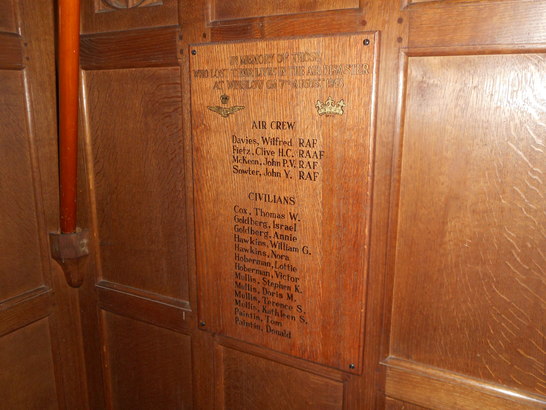 IN MEMORY OF THOSE
WHO LOST THEIR LIVES IN THE AIR DISASTER
AT WINSLOW ON 7TH AUGUST 1943
AIR CREW
Davies, Wilfred. RAF
Fietz, Clive H.C. RAAF
McKeon, John P.V. RAF
Sowter, John Y. RAF
CIVILIANS
Cox, Thomas W.
Goldberg, Israel
Goldberg, Annie
Hawkins, William G.
Hawkins, Nora
Hoberman, Lottie
Hoberman, Victor
Mullis, Stephen K.
Mullis, Doris M.
Mullis, Terence S.
Mullis, Kathleen S.
Paintin, Tom
Paintin, Donald